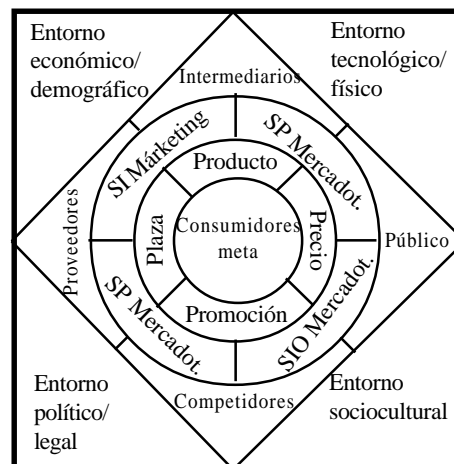 Entorno
económico/
demográfico
Entorno
tecnológico/
físico
Intermediarios
SI Márketing
SP Mercadot.
Producto
Proveedores
Plaza
Consumidores
meta
Precio
Público
SP Mercadot.
Promoción
SIO Mercadot.
Competidores
Entorno
político/
legal
Entorno
sociocultural